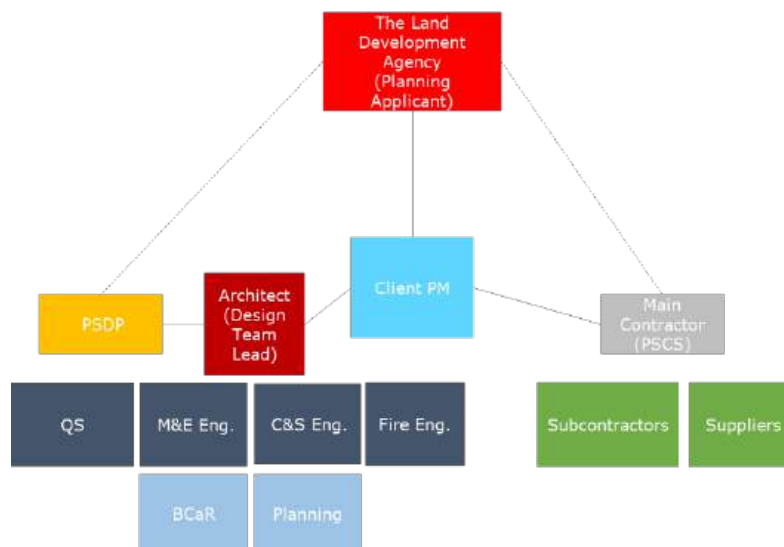 The Land
Development
Agency
(Planning
Applicant)
Client PM
PSDP
Architect
(Design
Team
Lead)
Main
Contractor
(PSCS)
QS
M&E Eng.
C&S Eng.
Fire Eng.
Subcontractors
Suppliers
BCaR
Planning